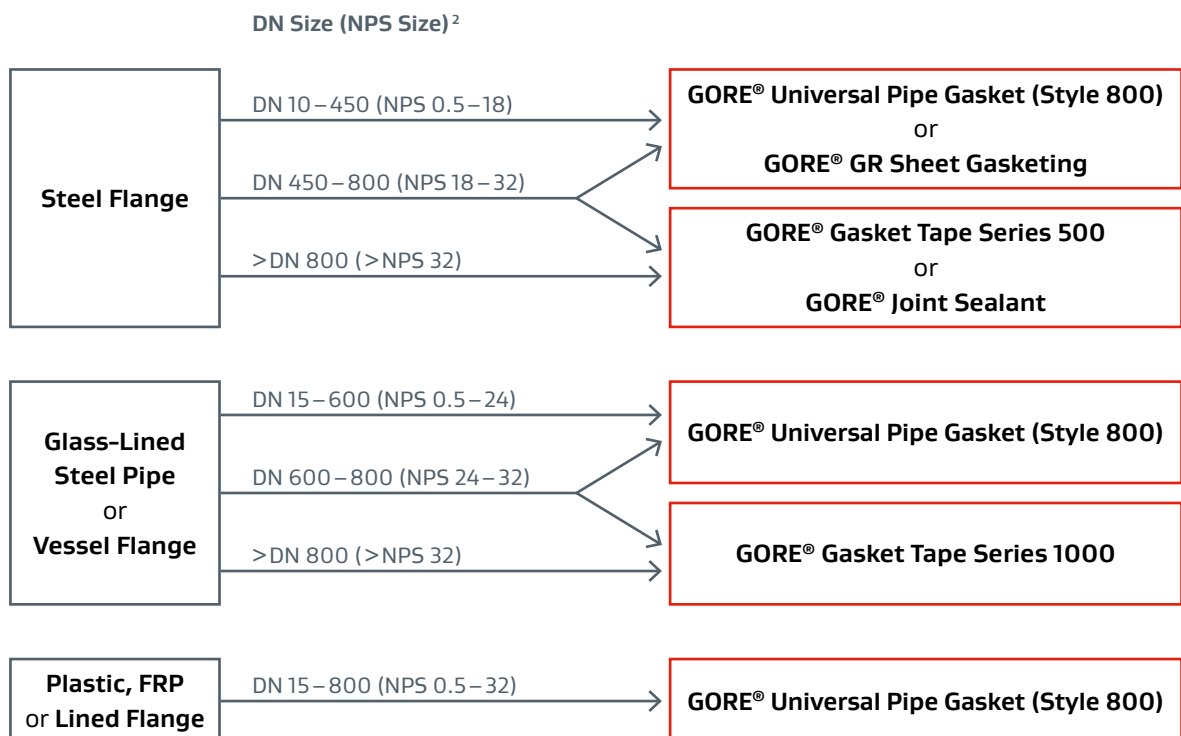 DN Size (NPS Size)²
Steel Flange
DN 10–450 (NPS 0.5–18)
DN 450–800 (NPS 18–32)
>DN 800 (>NPS 32)
GORE® Universal Pipe Gasket (Style 800)
or
GORE® GR Sheet Gasketing
GORE® Gasket Tape Series 500
or
GORE® Joint Sealant
Glass-Lined
Steel Pipe
or
Vessel Flange
DN 15–600 (NPS 0.5–24)
DN 600–800 (NPS 24–32)
>DN 800 (>NPS 32)
GORE® Universal Pipe Gasket (Style 800)
GORE® Gasket Tape Series 1000
Plastic, FRP
or Lined Flange
DN 15–800 (NPS 0.5–32)
GORE® Universal Pipe Gasket (Style 800)